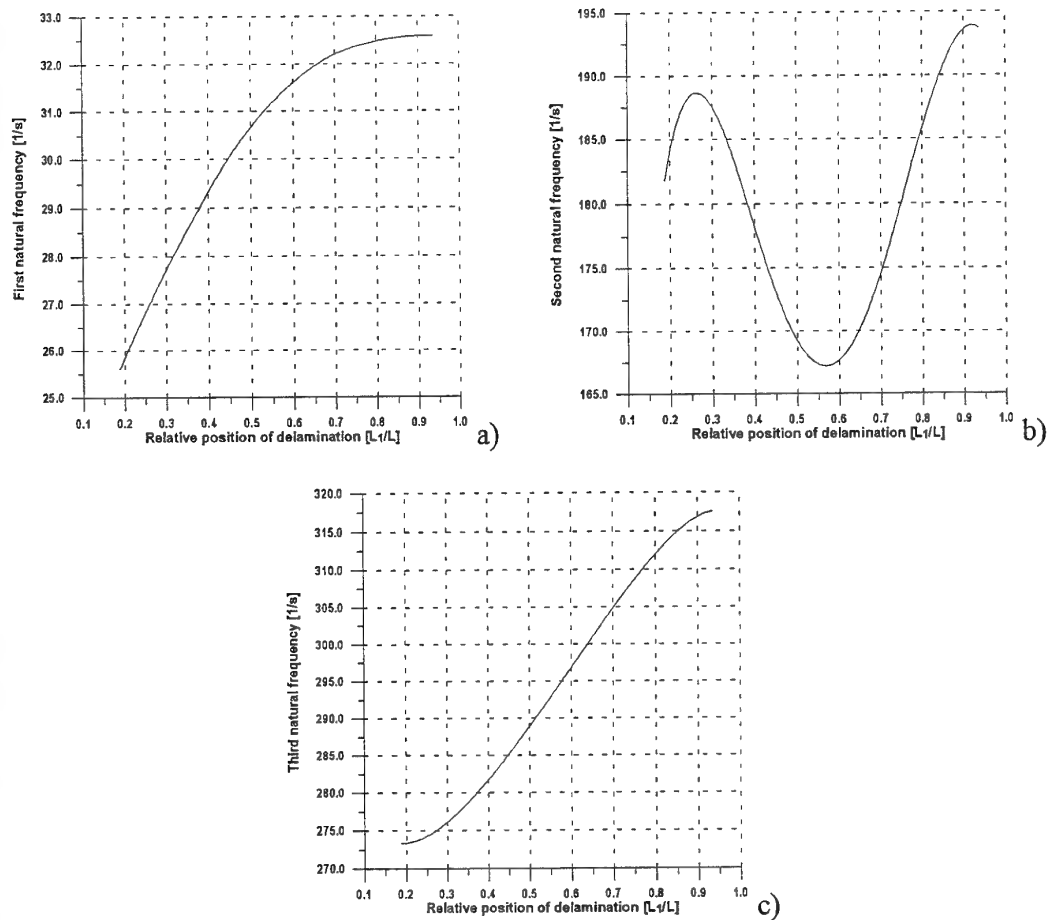 33.0
32.0
31.0
30.0
29.0
28.0
27.0
26.0
25.0
First natural frequency [1/s]
0.1 0.2 0.3 0.4 0.5 0.6 0.7 0.8 0.9 1.0
Relative position of delamination [L1/L]
a)
195.0
190.0
185.0
180.0
175.0
170.0
165.0
Second natural frequency [1/s]
0.1 0.2 0.3 0.4 0.5 0.6 0.7 0.8 0.9 1.0
Relative position of delamination [L1/L]
b)
320.0
315.0
310.0
305.0
300.0
295.0
290.0
285.0
280.0
275.0
270.0
Third natural frequency [1/s]
0.1 0.2 0.3 0.4 0.5 0.6 0.7 0.8 0.9 1.0
Relative position of delamination [L1/L]
c)